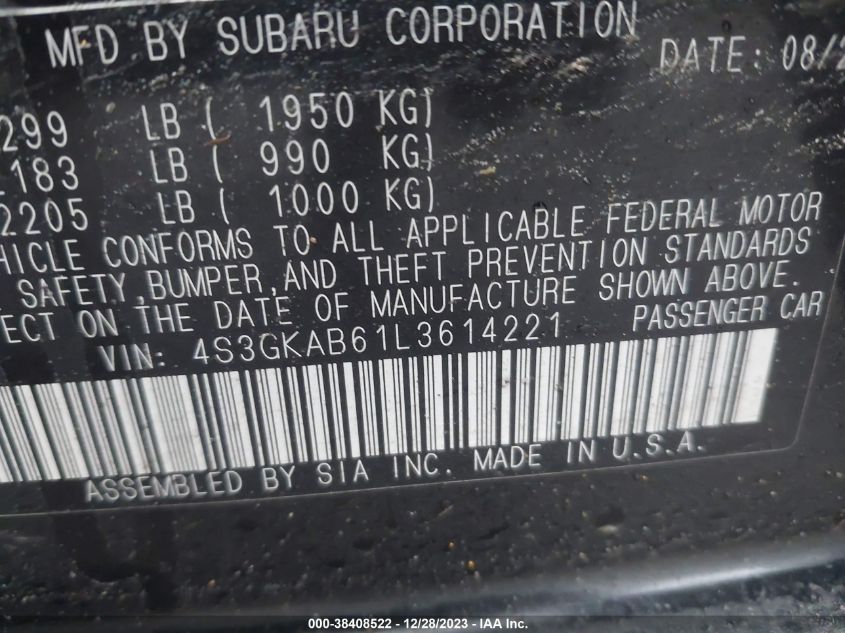 MFD BY SUBARU CORPORATION DATE: 08/2
299 LB ( 1950 KG)
183 LB ( 990 KG)
2205 LB ( 1000 KG)
HICLE CONFORMS TO ALL APPLICABLE FEDERAL MOTOR
SAFETY,BUMPER,AND THEFT PREVENTION STANDARDS
ECT ON THE DATE OF MANUFACTURE SHOWN ABOVE.
VIN: 4S3GKAB61L3614221 PASSENGER CAR
ASSEMBLED BY SIA INC. MADE IN U.S.A.
000-38408522 - 12/28/2023 - IAA Inc.